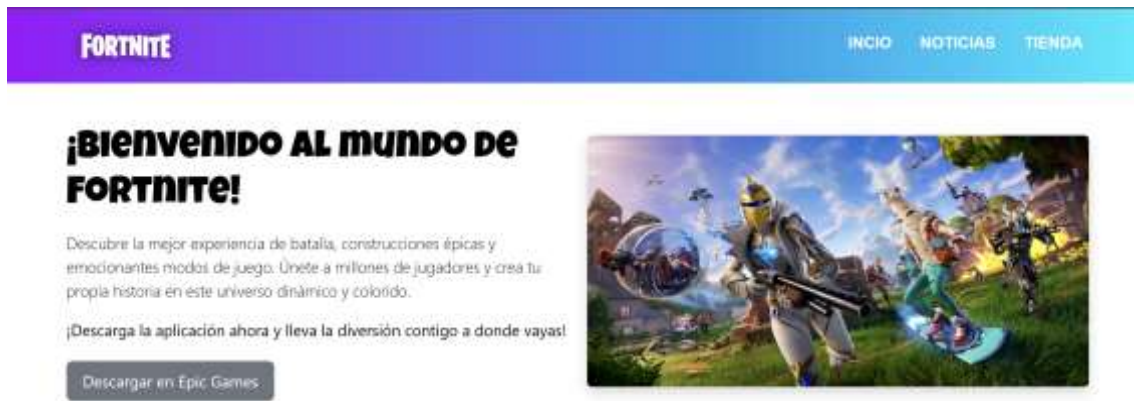 FORTNITE
INCIO NOTICIAS TIENDA
¡Bienvenido al mundo de
Fortnite!
Descubre la mejor experiencia de batalla, construcciones épicas y
emocionantes modos de juego. Únete a millones de jugadores y crea tu
propia historia en este universo dinámico y colorido.
¡Descarga la aplicación ahora y lleva la diversión contigo a donde vayas!
Descargar en Epic Games